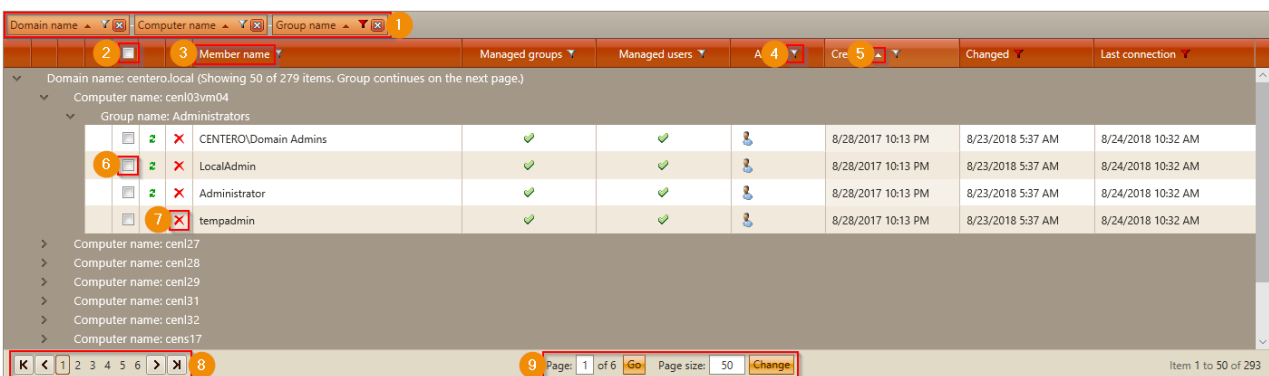 Domain name Computer name Group name 1
2 3 Member name Managed groups Managed users A 4 Cre 5 Changed Last connection
Domain name: centero.local (Showing 50 of 279 items. Group continues on the next page.)
Computer name: cenl03vm04
Group name: Administrators
CENTERO\Domain Admins 8/28/2017 10:13 PM 8/23/2018 5:37 AM 8/24/2018 10:32 AM
6 LocalAdmin 8/28/2017 10:13 PM 8/23/2018 5:37 AM 8/24/2018 10:32 AM
Administrator 8/28/2017 10:13 PM 8/23/2018 5:37 AM 8/24/2018 10:32 AM
7 tempadmin 8/28/2017 10:13 PM 8/23/2018 5:37 AM 8/24/2018 10:32 AM
Computer name: cenl27
Computer name: cenl28
Computer name: cenl29
Computer name: cenl31
Computer name: cenl32
Computer name: cens17
1 2 3 4 5 6 8 9 Page: 1 of 6 Go Page size: 50 Change Item 1 to 50 of 293